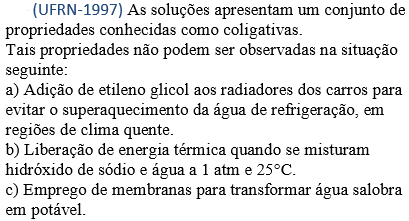 (UFRN-1997) As soluções apresentam um conjunto de
propriedades conhecidas como coligativas.
Tais propriedades não podem ser observadas na situação
seguinte:
a) Adição de etileno glicol aos radiadores dos carros para
evitar o superaquecimento da água de refrigeração, em
regiões de clima quente.
b) Liberação de energia térmica quando se misturam
hidróxido de sódio e água a 1 atm e 25°C.
c) Emprego de membranas para transformar água salobra
em potável.